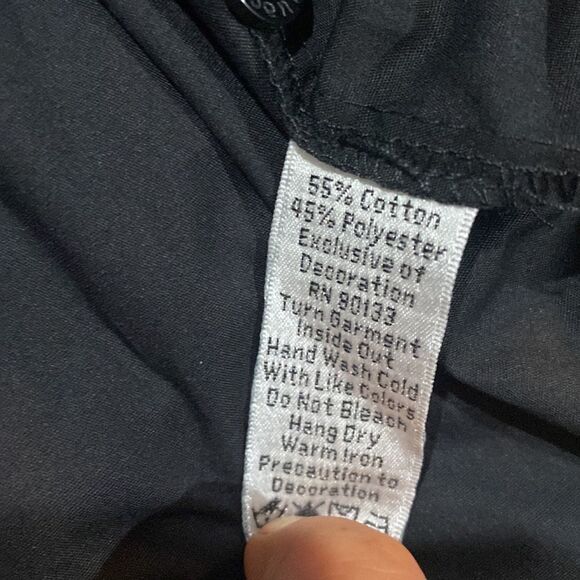 55% Cotton
45% Polyester
Exclusive of
Decoration
RN 90133
Turn Garment
Inside Out
Hand Wash Cold
With Like Colors
Do Not Bleach
Hang Dry
Warm Iron
Precaution to
Decoration